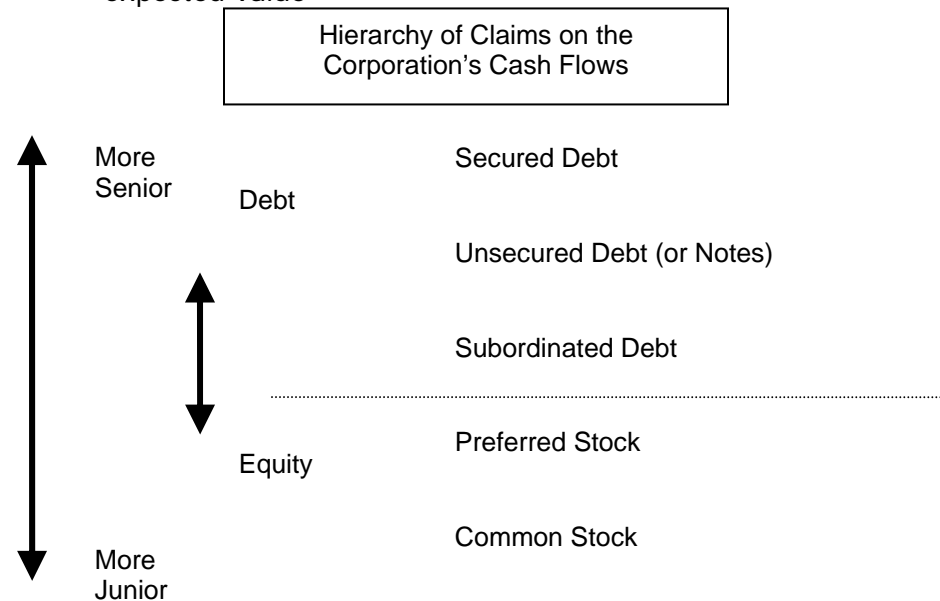 Hierarchy of Claims on the
Corporation's Cash Flows
More
Senior
Debt
Secured Debt
Unsecured Debt (or Notes)
Subordinated Debt
Equity
Preferred Stock
Common Stock
More
Junior